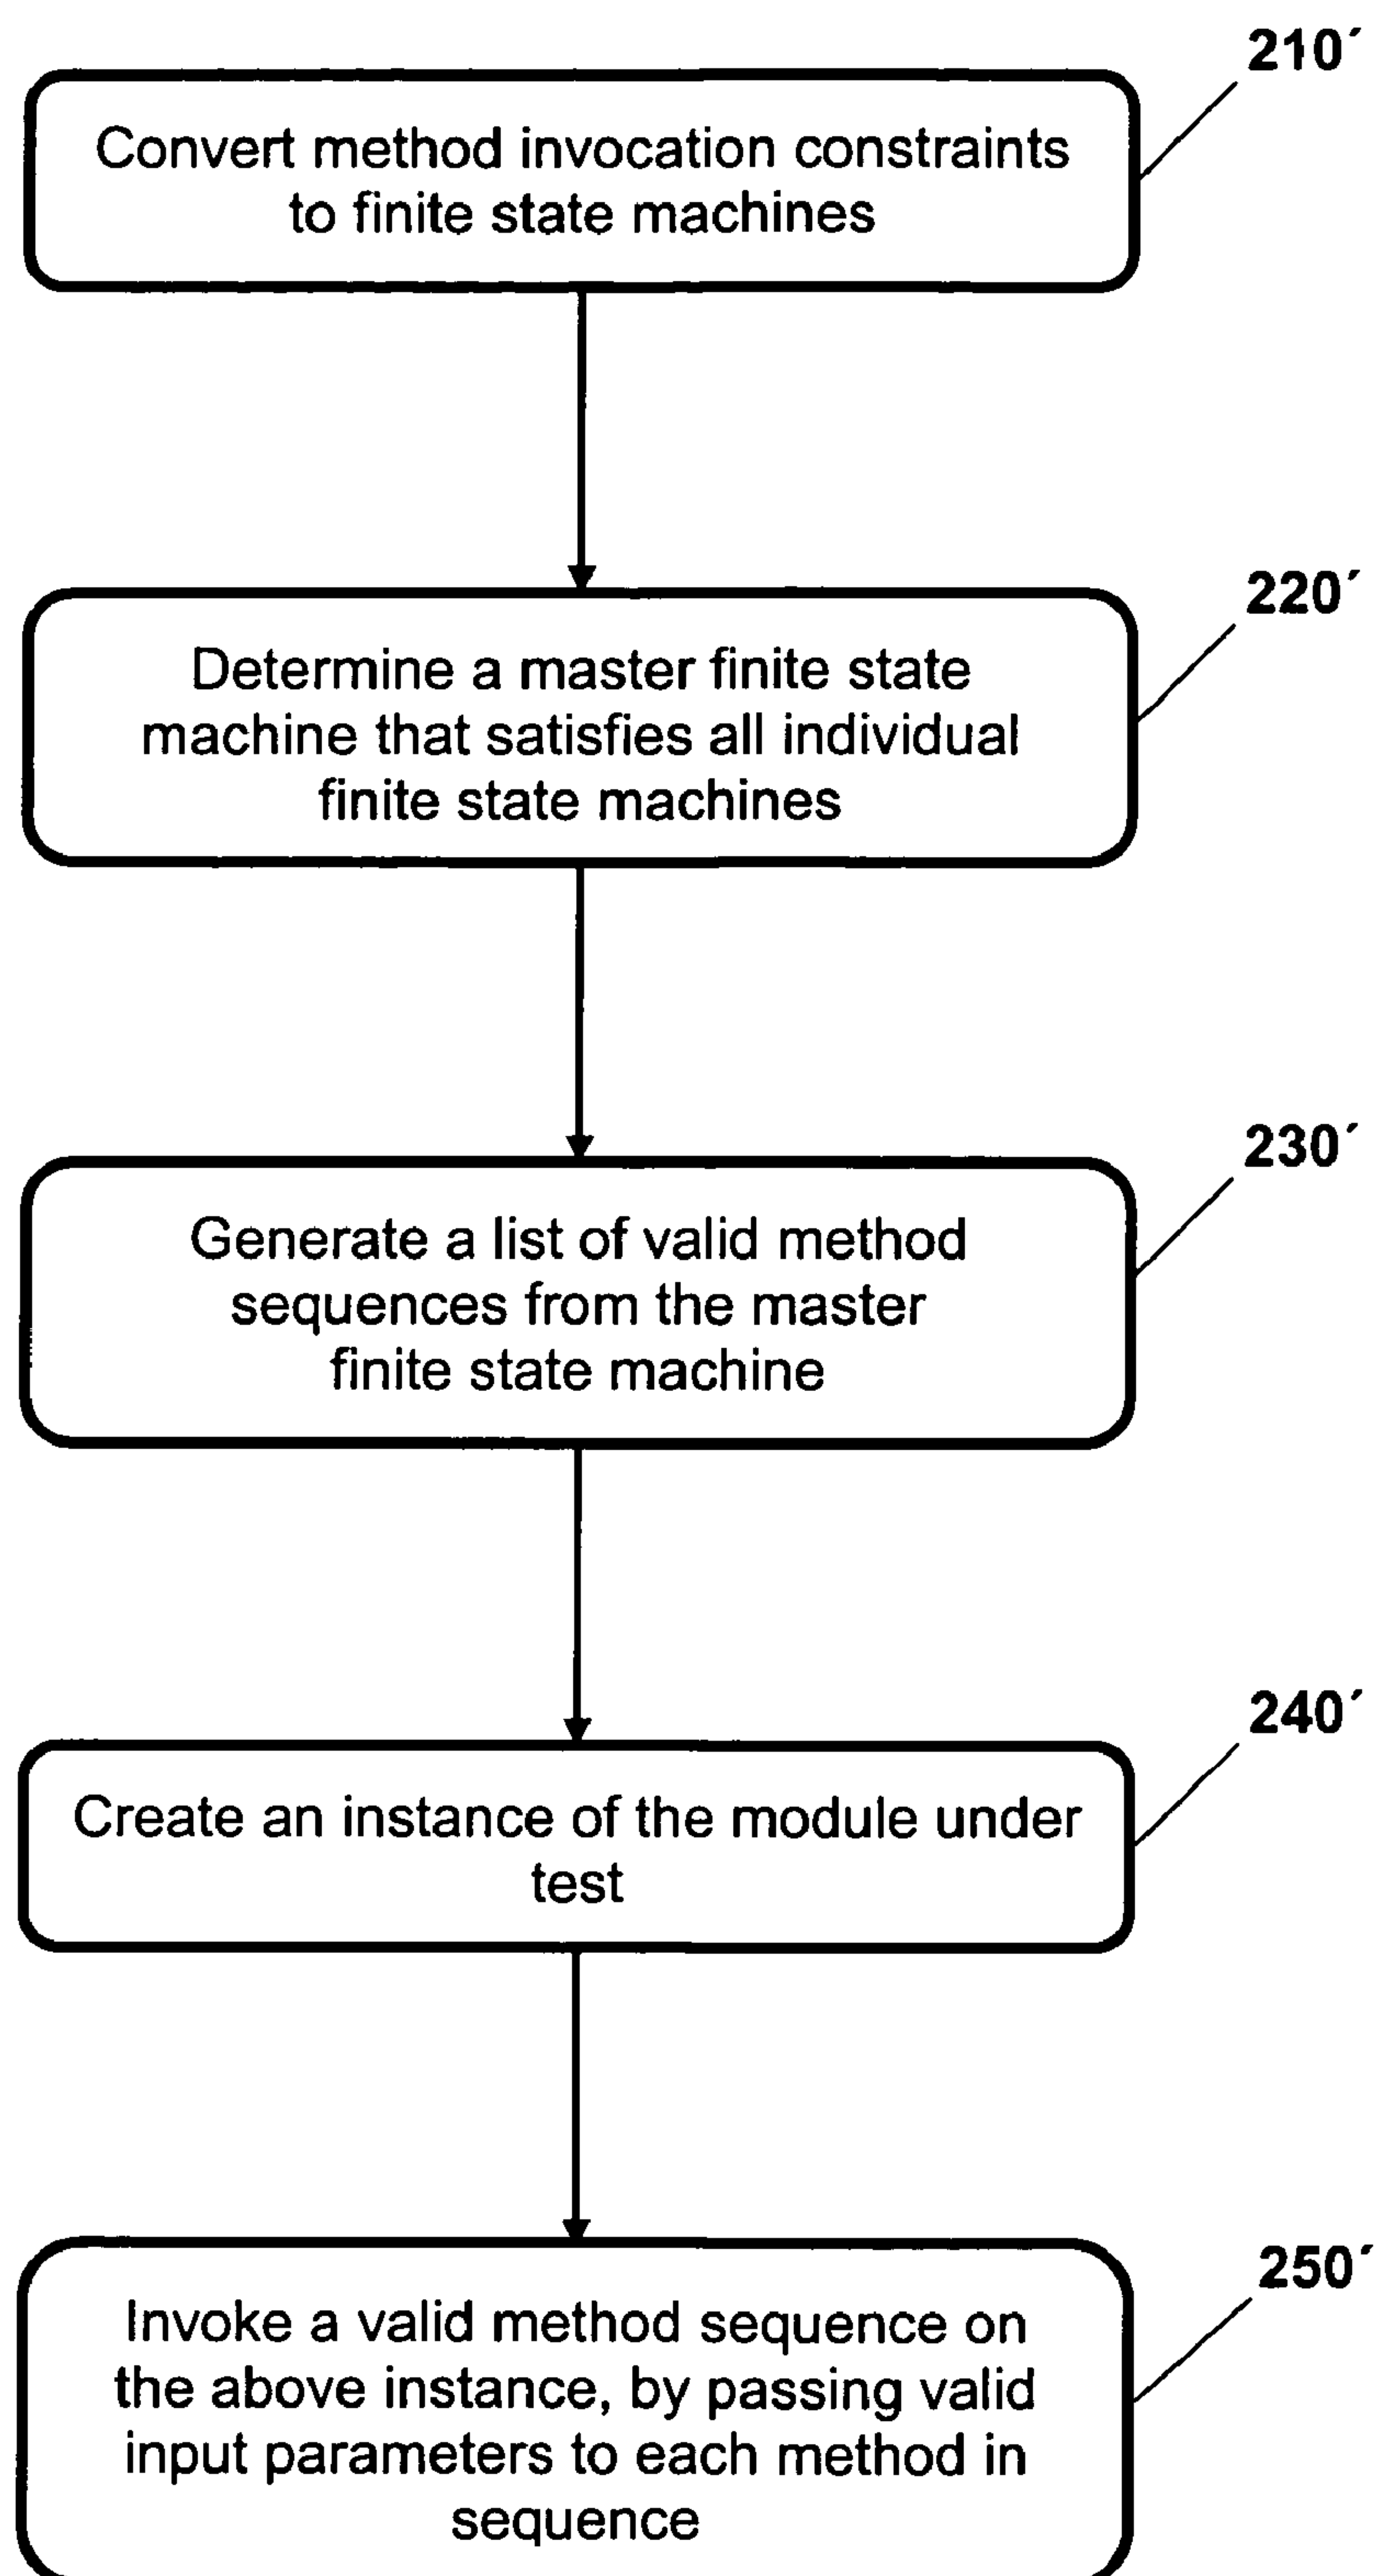 210´
Convert method invocation constraints
to finite state machines
220´
Determine a master finite state
machine that satisfies all individual
finite state machines
230´
Generate a list of valid method
sequences from the master
finite state machine
240´
Create an instance of the module under
test
250´
Invoke a valid method sequence on
the above instance, by passing valid
input parameters to each method in
sequence